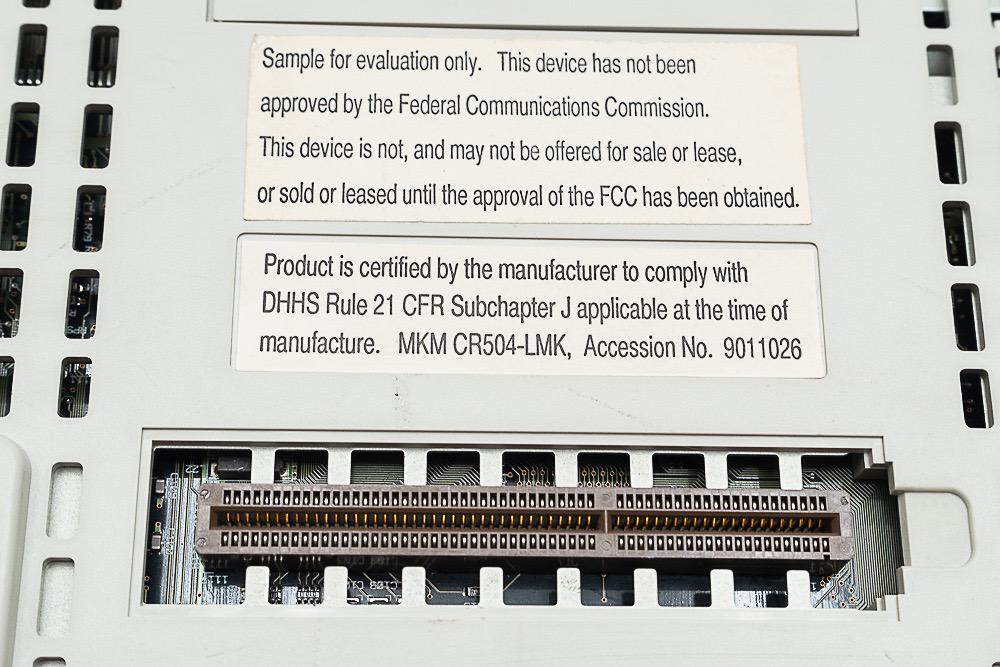 Sample for evaluation only. This device has not been
approved by the Federal Communications Commission.
This device is not, and may not be offered for sale or lease,
or sold or leased until the approval of the FCC has been obtained.
Product is certified by the manufacturer to comply with
DHHS Rule 21 CFR Subchapter J applicable at the time of
manufacture. MKM CR504-LMK, Accession No. 9011026